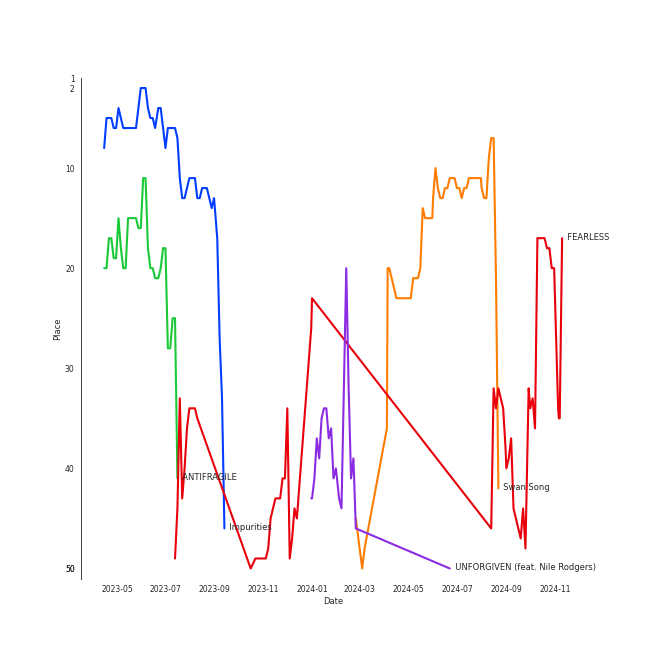 1
2
10
20
30
40
50
Place
FEARLESS
ANTIFRAGILE
Swan Song
Impurities
UNFORGIVEN (feat. Nile Rodgers)
2023-05 2023-07 2023-09 2023-11 2024-01 2024-03 2024-05 2024-07 2024-09 2024-11
Date